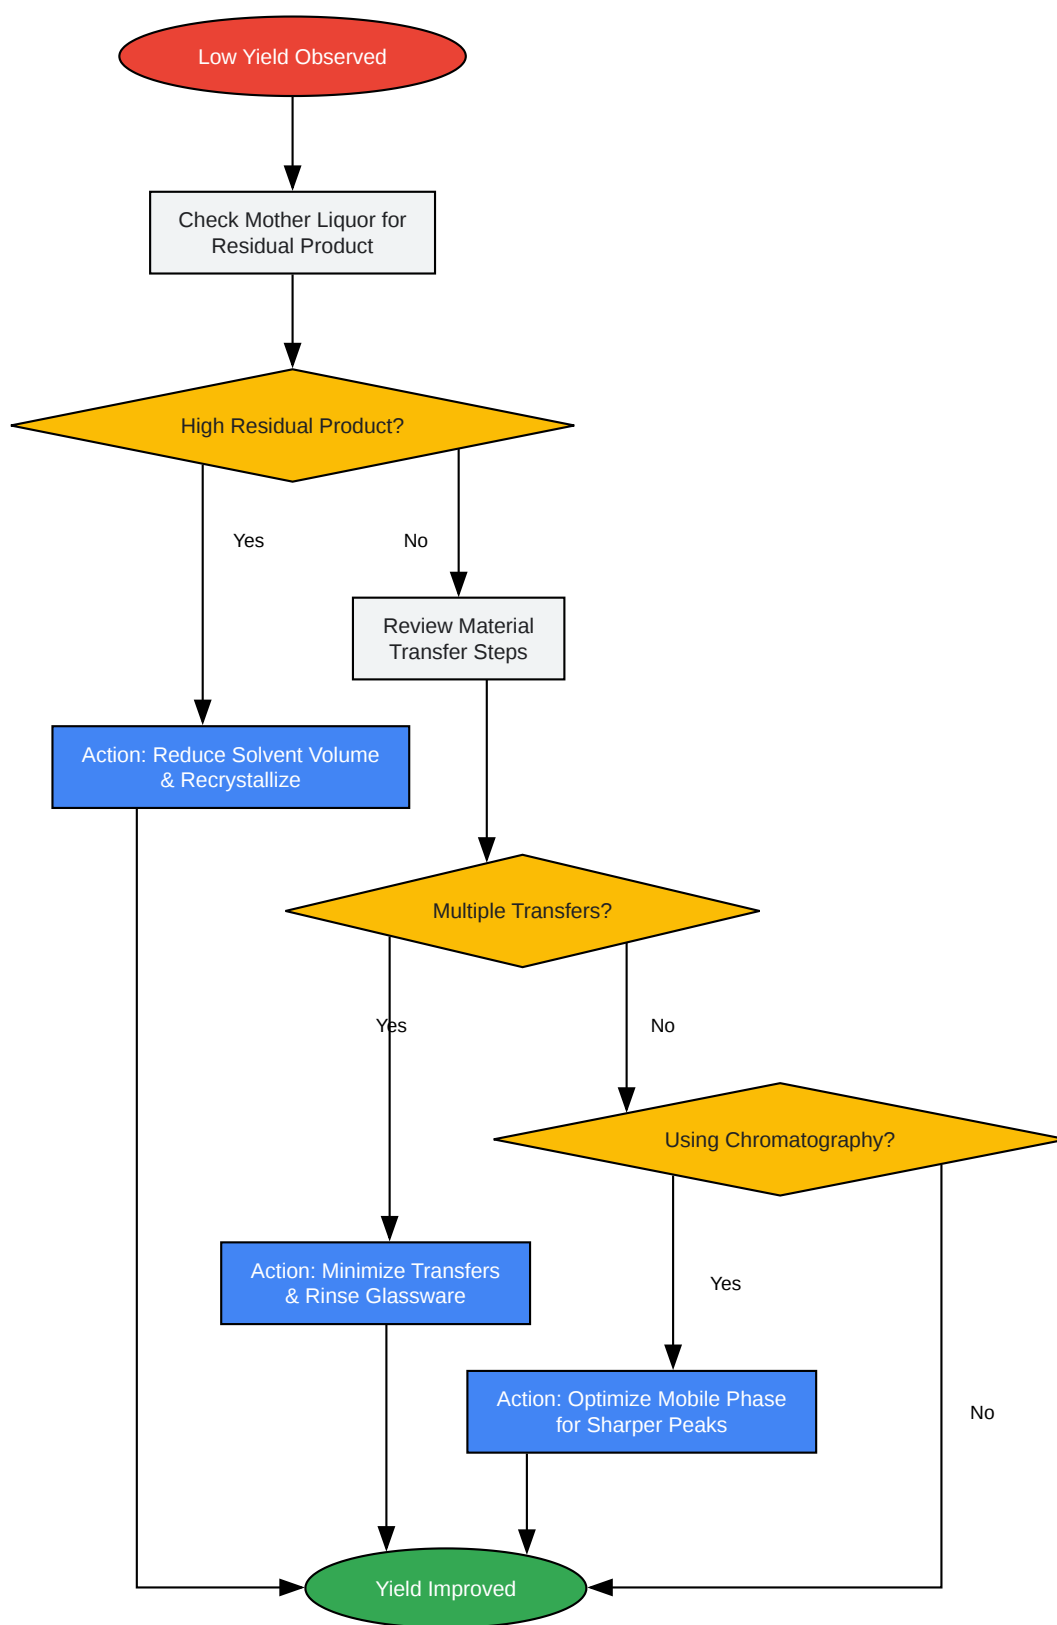 Low Yield Observed
Check Mother Liquor for
Residual Product
High Residual Product?
Yes
No
Review Material
Transfer Steps
Action: Reduce Solvent Volume
& Recrystallize
Multiple Transfers?
Yes
No
Using Chromatography?
Action: Minimize Transfers
& Rinse Glassware
Yes
Action: Optimize Mobile Phase
for Sharper Peaks
No
Yield Improved